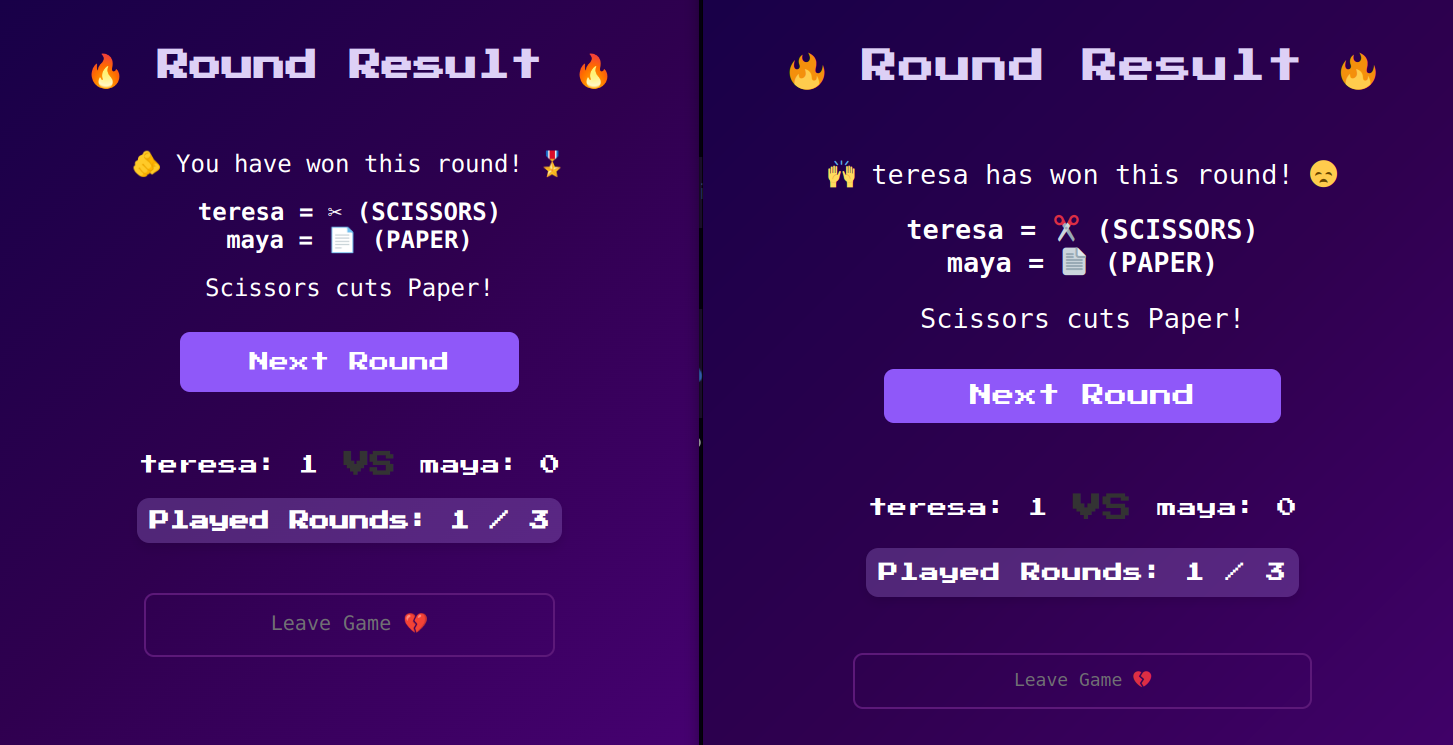 🔥 Round Result 🔥
🫵 You have won this round! 🎖️
teresa = ✂ (SCISSORS)
maya = 📄 (PAPER)
Scissors cuts Paper!
Next Round
teresa: 1 VS maya: 0
Played Rounds: 1 / 3
Leave Game 💔
🔥 Round Result 🔥
🙌 teresa has won this round! 😞
teresa = ✂️ (SCISSORS)
maya = 📄 (PAPER)
Scissors cuts Paper!
Next Round
teresa: 1 VS maya: 0
Played Rounds: 1 / 3
Leave Game 💔